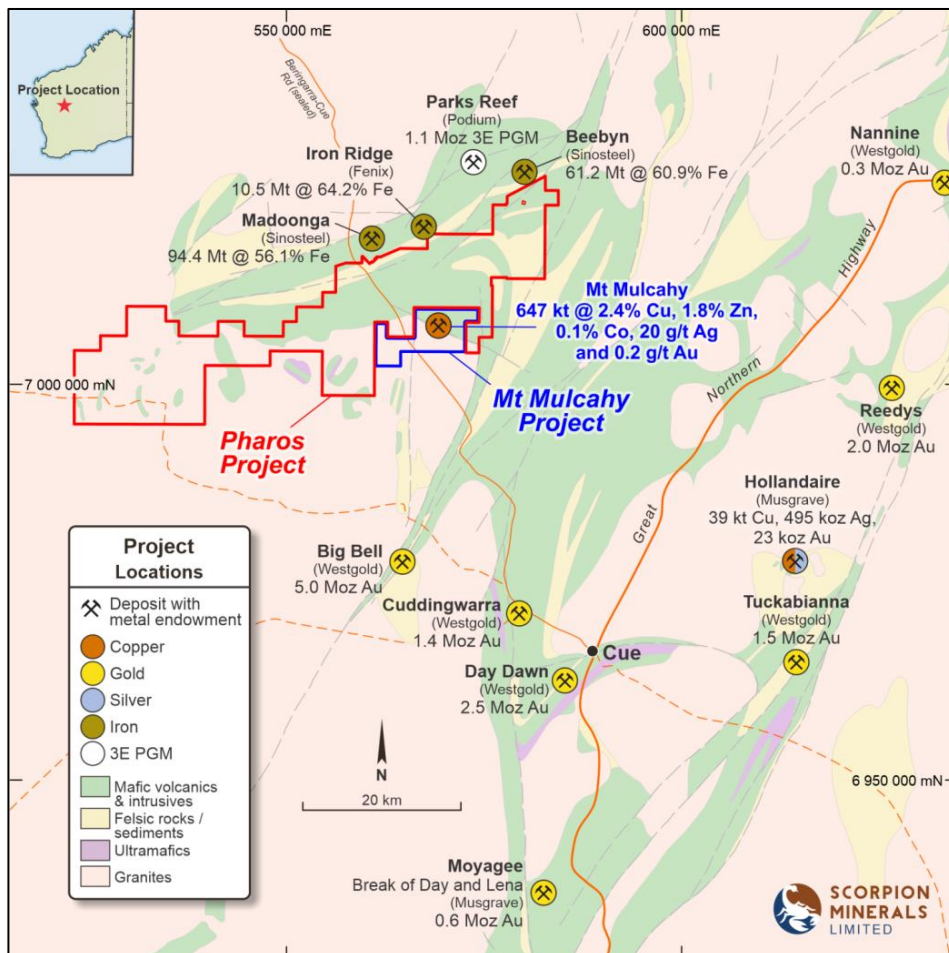 550 000 mE
600 000 mE
Project Location
Beringarra-Cue
Rd (sealed)
Parks Reef
(Podium)
1.1 Moz 3E PGM
Beebyn
(Sinosteel)
61.2 Mt @ 60.9% Fe
Nannine
(Westgold)
0.3 Moz Au
Iron Ridge
(Fenix)
10.5 Mt @ 64.2% Fe
Madoonga
(Sinosteel)
94.4 Mt @ 56.1% Fe
Highway
Mt Mulcahy
647 kt @ 2.4% Cu, 1.8% Zn,
0.1% Co, 20 g/t Ag
and 0.2 g/t Au
7 000 000 mN
Northern
Mt Mulcahy
Project
Pharos
Project
Reedys
(Westgold)
2.0 Moz Au
Hollandaire
(Musgrave)
39 kt Cu, 495 koz Ag,
23 koz Au
Great
Big Bell
(Westgold)
5.0 Moz Au
Cuddingwarra
(Westgold)
1.4 Moz Au
Tuckabianna
(Westgold)
1.5 Moz Au
Cue
Day Dawn
(Westgold)
2.5 Moz Au
Project
Locations
Deposit with
metal endowment
Copper
Gold
Silver
Iron
3E PGM
Mafic volcanics
& intrusives
Felsic rocks /
sediments
Ultramafics
Granites
N
20 km
6 950 000 mN
Moyagee
Break of Day and Lena
(Musgrave)
0.6 Moz Au
SCORPION
MINERALS
LIMITED